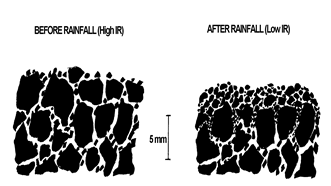 BEFORE RAINFALL (High IR)
AFTER RAINFALL (Low IR)
5 mm